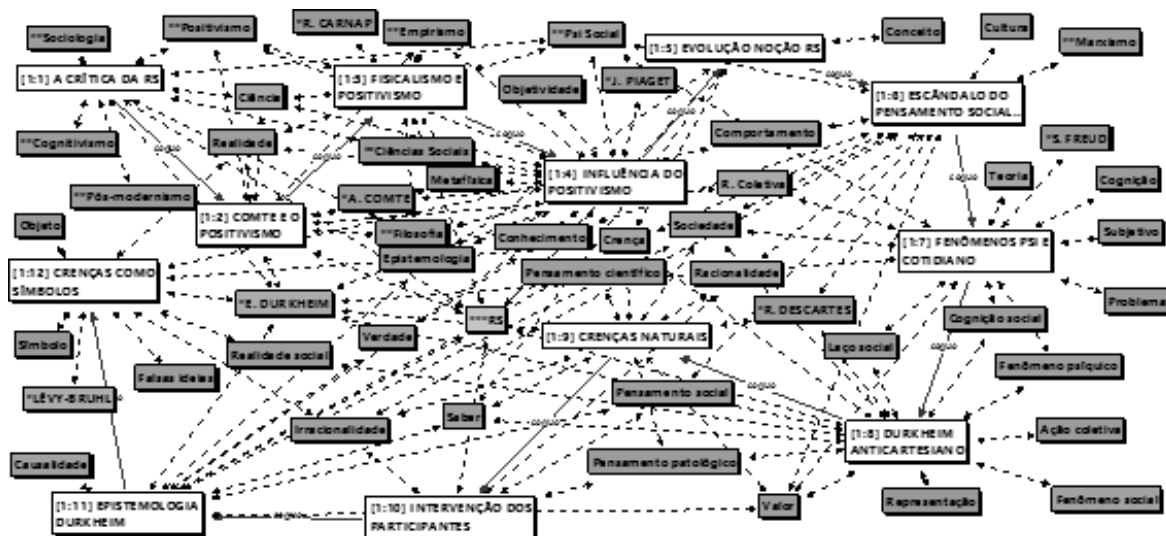 **Sociologia
**Positivismo
*R. CARNAP
**Empirismo
**Psi Social
[1:5] EVOLUÇÃO NOÇÃO RS
Conceito
Cultura
**Marxismo
[1:1] A CRÍTICA DA RS
[1:3] FISICALISMO E
POSITIVISMO
Ciência
Objetividade
*J. PIAGET
segue
[1:6] ESCÂNDALO DO
PENSAMENTO SOCIAL...
segue
**Cognitivismo
Realidade
segue
segue
segue
**Ciências Sociais
Comportamento
*S. FREUD
Metafísica
[1:4] INFLUÊNCIA DO
POSITIVISMO
R. Coletiva
segue
Teoria
Cognição
**Pós-modernismo
*A. COMTE
[1:2] COMTE E O
POSITIVISMO
Objeto
**Filosofia
Conhecimento
Crença
Sociedade
[1:7] FENÔMENOS PSI E
COTIDIANO
Subjetivo
Epistemologia
[1:12] CRENÇAS COMO
SÍMBOLOS
Pensamento científico
Racionalidade
*E. DURKHEIM
*R. DESCARTES
Problema
***RS
Cognição social
Verdade
[1:9] CRENÇAS NATURAIS
Laço social
segue
Símbolo
Realidade social
Fenômeno psíquico
Falsas ideias
*LÉVY-BRUHL
Pensamento social
segue
Saber
Irracionalidade
segue
[1:8] DURKHEIM
ANTICARTESIANO
Ação coletiva
Causalidade
Pensamento patológico
[1:11] EPISTEMOLOGIA
DURKHEIM
segue
[1:10] INTERVENÇÃO DOS
PARTICIPANTES
Valor
Representação
Fenômeno social